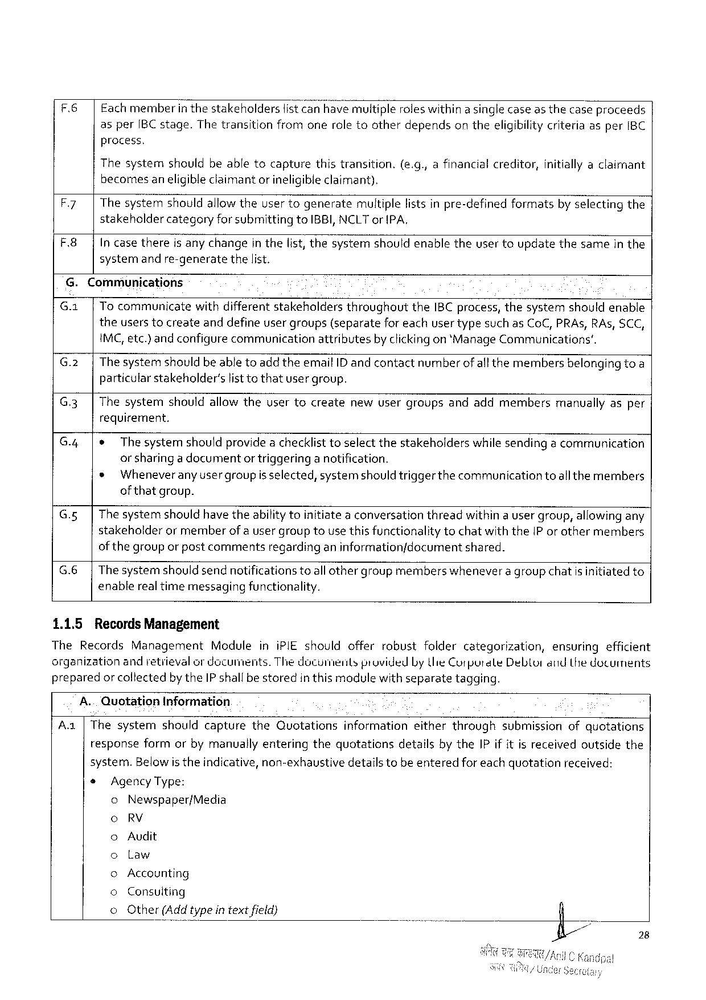 F.6 Each member in the stakeholders list can have multiple roles within a single case as the case proceeds
as per IBC stage. The transition from one role to other depends on the eligibility criteria as per IBC
process.
The system should be able to capture this transition. (e.g., a financial creditor, initially a claimant
becomes an eligible claimant or ineligible claimant).
F.7 The system should allow the user to generate multiple lists in pre-defined formats by selecting the
stakeholder category for submitting to IBBI, NCLT or IPA.
F.8 In case there is any change in the list, the system should enable the user to update the same in the
system and re-generate the list.
G. Communications
G.1 To communicate with different stakeholders throughout the IBC process, the system should enable
the users to create and define user groups (separate for each user type such as CoC, PRAs, RAs, SCC,
IMC, etc.) and configure communication attributes by clicking on 'Manage Communications'.
G.2 The system should be able to add the email ID and contact number of all the members belonging to a
particular stakeholder's list to that user group.
G.3 The system should allow the user to create new user groups and add members manually as per
requirement.
G.4 • The system should provide a checklist to select the stakeholders while sending a communication
or sharing a document or triggering a notification.
• Whenever any user group is selected, system should trigger the communication to all the members
of that group.
G.5 The system should have the ability to initiate a conversation thread within a user group, allowing any
stakeholder or member of a user group to use this functionality to chat with the IP or other members
of the group or post comments regarding an information/document shared.
G.6 The system should send notifications to all other group members whenever a group chat is initiated to
enable real time messaging functionality.
1.1.5 Records Management
The Records Management Module in iPIE should offer robust folder categorization, ensuring efficient
organization and retrieval or documents. The documents provided by the Corporate Debtor and the documents
prepared or collected by the IP shall be stored in this module with separate tagging.
A. Quotation Information
A.1 The system should capture the Quotations information either through submission of quotations
response form or by manually entering the quotations details by the IP if it is received outside the
system. Below is the indicative, non-exhaustive details to be entered for each quotation received:
• Agency Type:
o Newspaper/Media
o RV
o Audit
o Law
o Accounting
o Consulting
o Other (Add type in text field)
28
अनिल चन्द्र काण्डपाल/Anil C Kandpal
अवर सचिव/Under Secretary